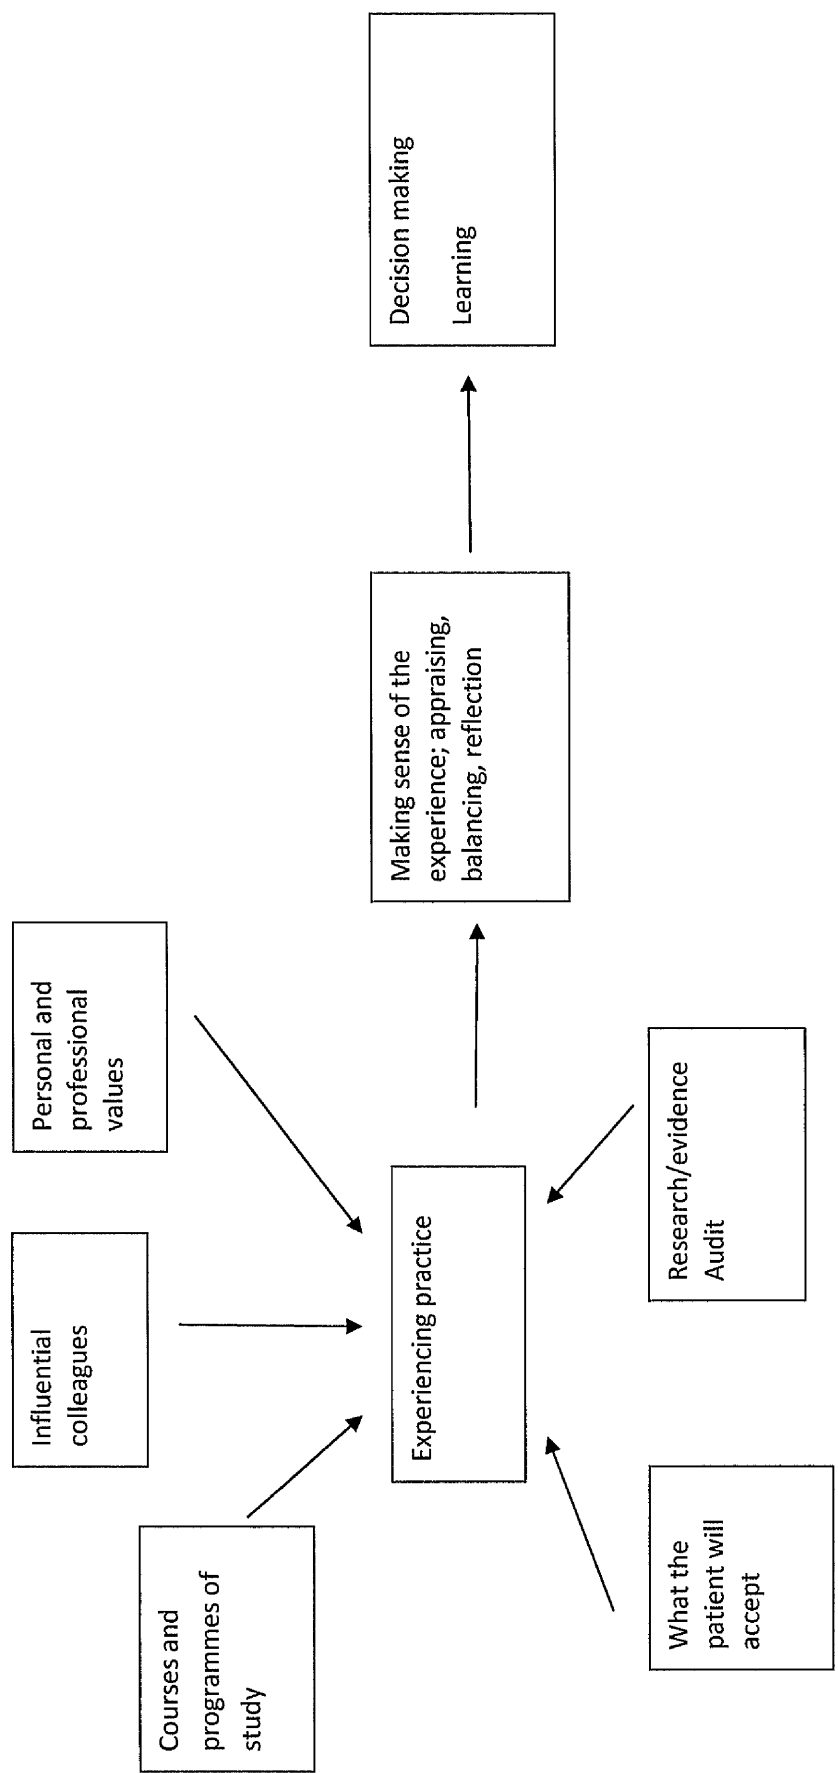 Courses and
programmes of
study
Influential
colleagues
Personal and
professional
values
Experiencing practice
What the
patient will
accept
Research/evidence
Audit
Making sense of the
experience; appraising,
balancing, reflection
Decision making
Learning